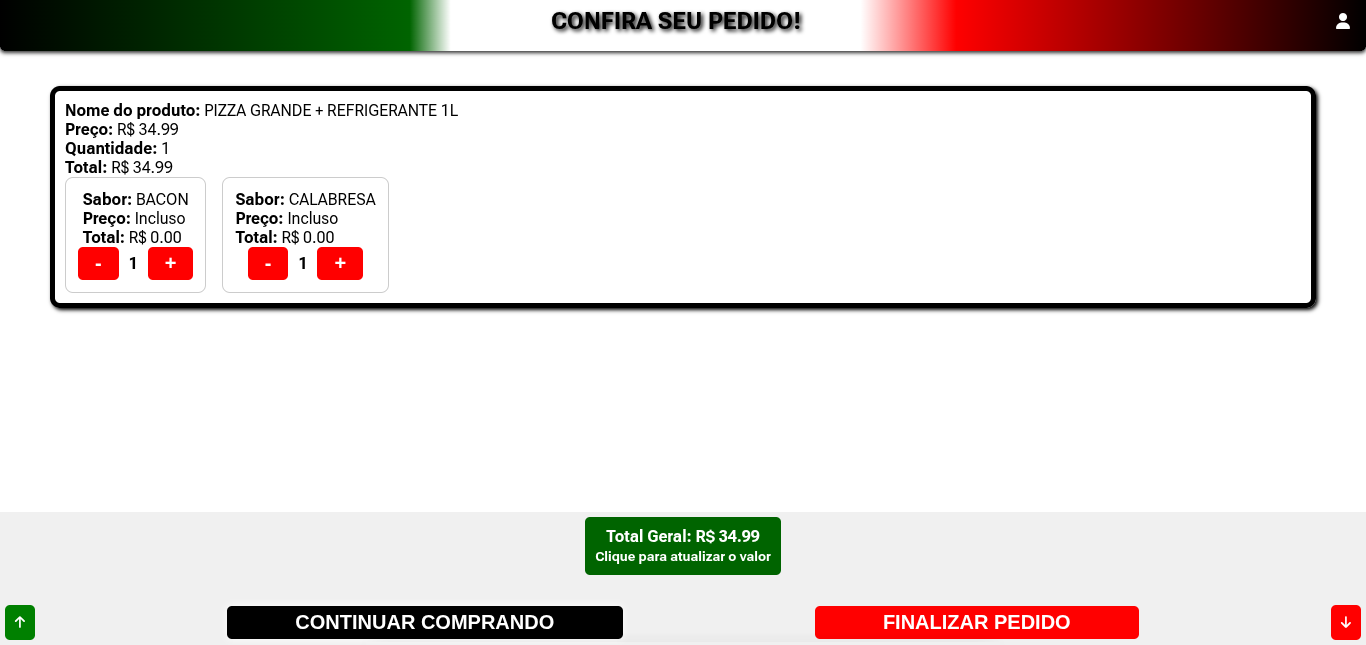 CONFIRA SEU PEDIDO!
Nome do produto: PIZZA GRANDE + REFRIGERANTE 1L
Preço: R$ 34.99
Quantidade: 1
Total: R$ 34.99
Sabor: BACON
Preço: Incluso
Total: R$ 0.00
- 1 +
Sabor: CALABRESA
Preço: Incluso
Total: R$ 0.00
- 1 +
Total Geral: R$ 34.99
Clique para atualizar o valor
CONTINUAR COMPRANDO
FINALIZAR PEDIDO